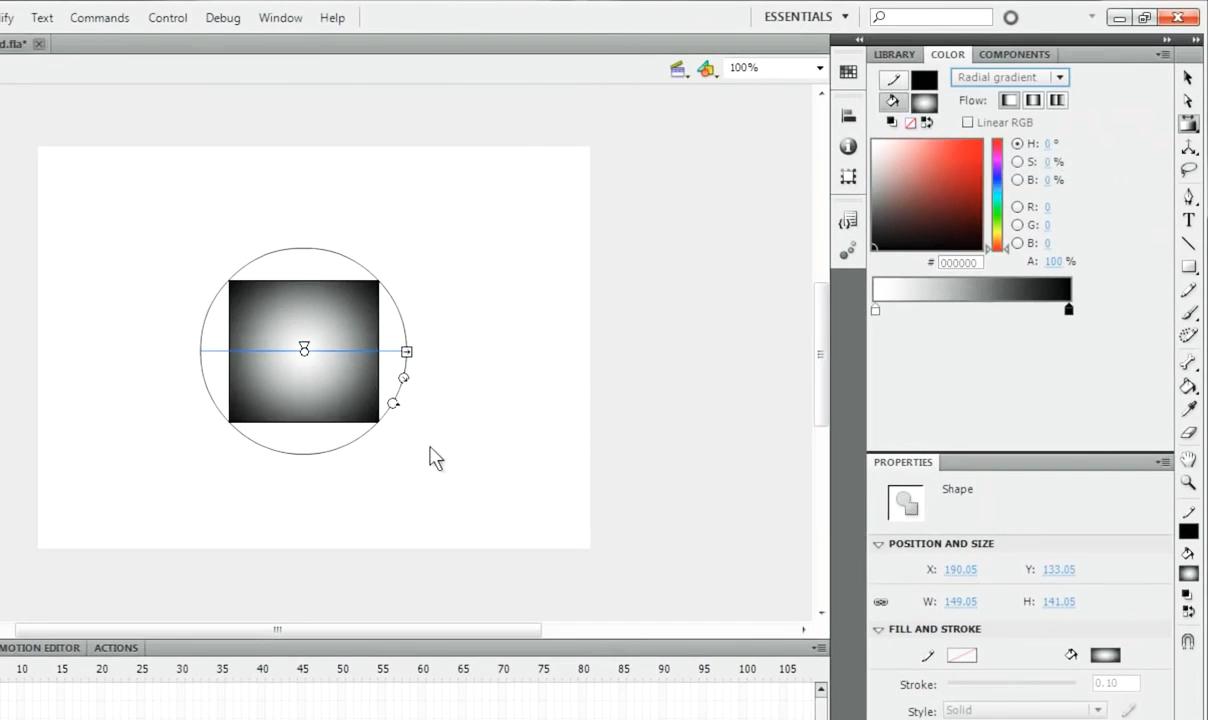 ify Text Commands Control Debug Window Help ESSENTIALS
d.fla*
100%
LIBRARY COLOR COMPONENTS
Radial gradient
Flow:
Linear RGB
H: 0 °
S: 0 %
B: 0 %
R: 0
G: 0
B: 0
# 000000 A: 100 %
PROPERTIES
Shape
POSITION AND SIZE
X: 190.05 Y: 133.05
W: 149.05 H: 141.05
FILL AND STROKE
Stroke: 0.10
Style: Solid
MOTION EDITOR ACTIONS
10 15 20 25 30 35 40 45 50 55 60 65 70 75 80 85 90 95 100 105